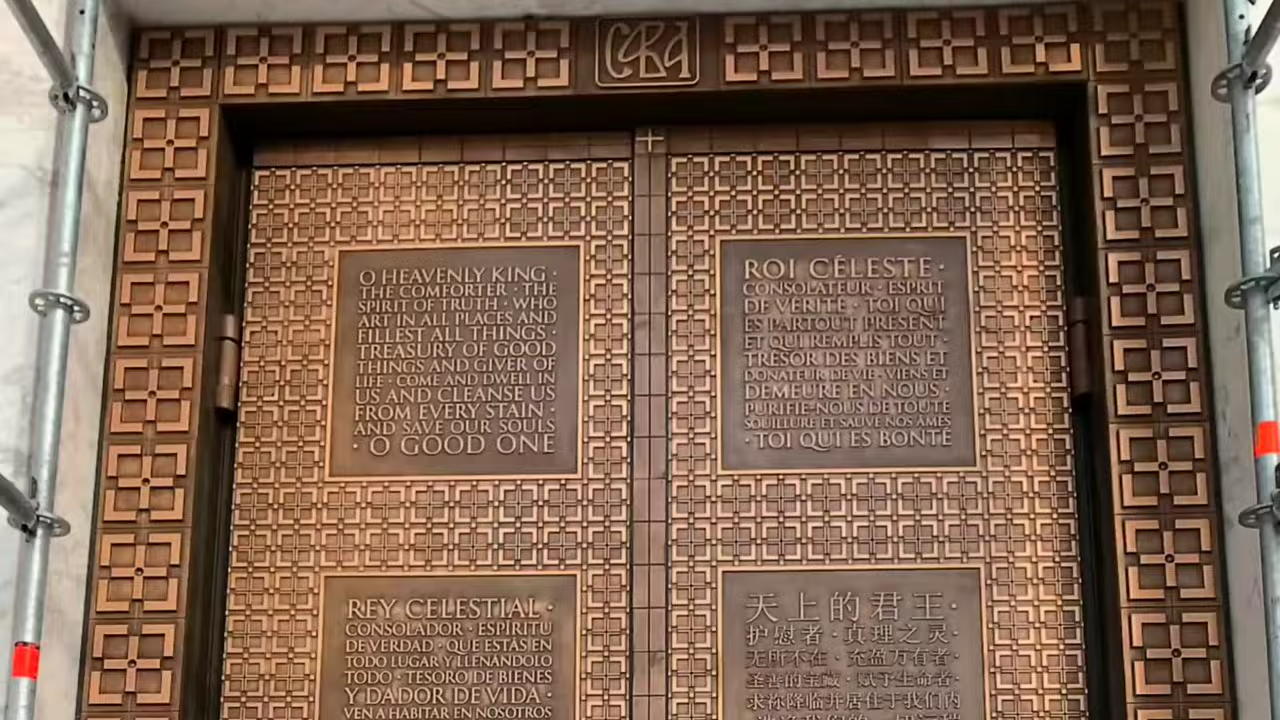 САВА
O HEAVENLY KING ·
THE COMFORTER · THE
SPIRIT OF TRUTH · WHO
ART IN ALL PLACES AND
FILLEST ALL THINGS ·
TREASURY OF GOOD
THINGS AND GIVER OF
LIFE · COME AND DWELL IN
US AND CLEANSE US
FROM EVERY STAIN ·
AND SAVE OUR SOULS
· O GOOD ONE
ROI CÉLESTE ·
CONSOLATEUR · ESPRIT
DE VÉRITÉ · TOI QUI
ES PARTOUT PRÉSENT
ET QUI REMPLIS TOUT ·
TRÉSOR DES BIENS ET
DONATEUR DE VIE · VIENS ET
DEMEURE EN NOUS ·
PURIFIE-NOUS DE TOUTE
SOUILLURE ET SAUVE NOS ÂMES
· TOI QUI ES BONTÉ
REY CELESTIAL ·
CONSOLADOR · ESPÍRITU
DE VERDAD · QUE ESTÁS EN
TODO LUGAR Y LLENÁNDOLO
TODO · TESORO DE BIENES
Y DADOR DE VIDA ·
VEN A HABITAR EN NOSOTROS
天上的君王·
护慰者·真理之灵·
无所不在·充盈万有者·
圣善的宝藏·赋予生命者·
求祢降临并居住于我们内